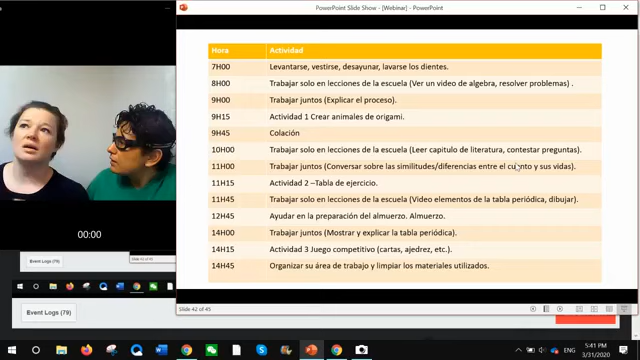 PowerPoint Slide Show - [Webinar] - PowerPoint
Hora Actividad
7H00 Levantarse, vestirse, desayunar, lavarse los dientes.
8H00 Trabajar solo en lecciones de la escuela (Ver un video de algebra, resolver problemas) .
9H00 Trabajar juntos (Explicar el proceso).
9H15 Actividad 1 Crear animales de origami.
9H45 Colación
10H00 Trabajar solo en lecciones de la escuela (Leer capitulo de literatura, contestar preguntas).
11H00 Trabajar juntos (Conversar sobre las similitudes/diferencias entre el cuento y sus vidas).
11H15 Actividad 2 –Tabla de ejercicio.
11H45 Trabajar solo en lecciones de la escuela (Video elementos de la tabla periódica, dibujar).
12H45 Ayudar en la preparación del almuerzo. Almuerzo.
14H00 Trabajar juntos (Mostrar y explicar la tabla periódica).
14H15 Actividad 3 Juego competitivo (cartas, ajedrez, etc.).
14H45 Organizar su área de trabajo y limpiar los materiales utilizados.
00:00
Event Logs (79)
Slide 42 of 45
Event Logs (79)
Slide 42 of 45
ENG
5:41 PM
3/31/2020